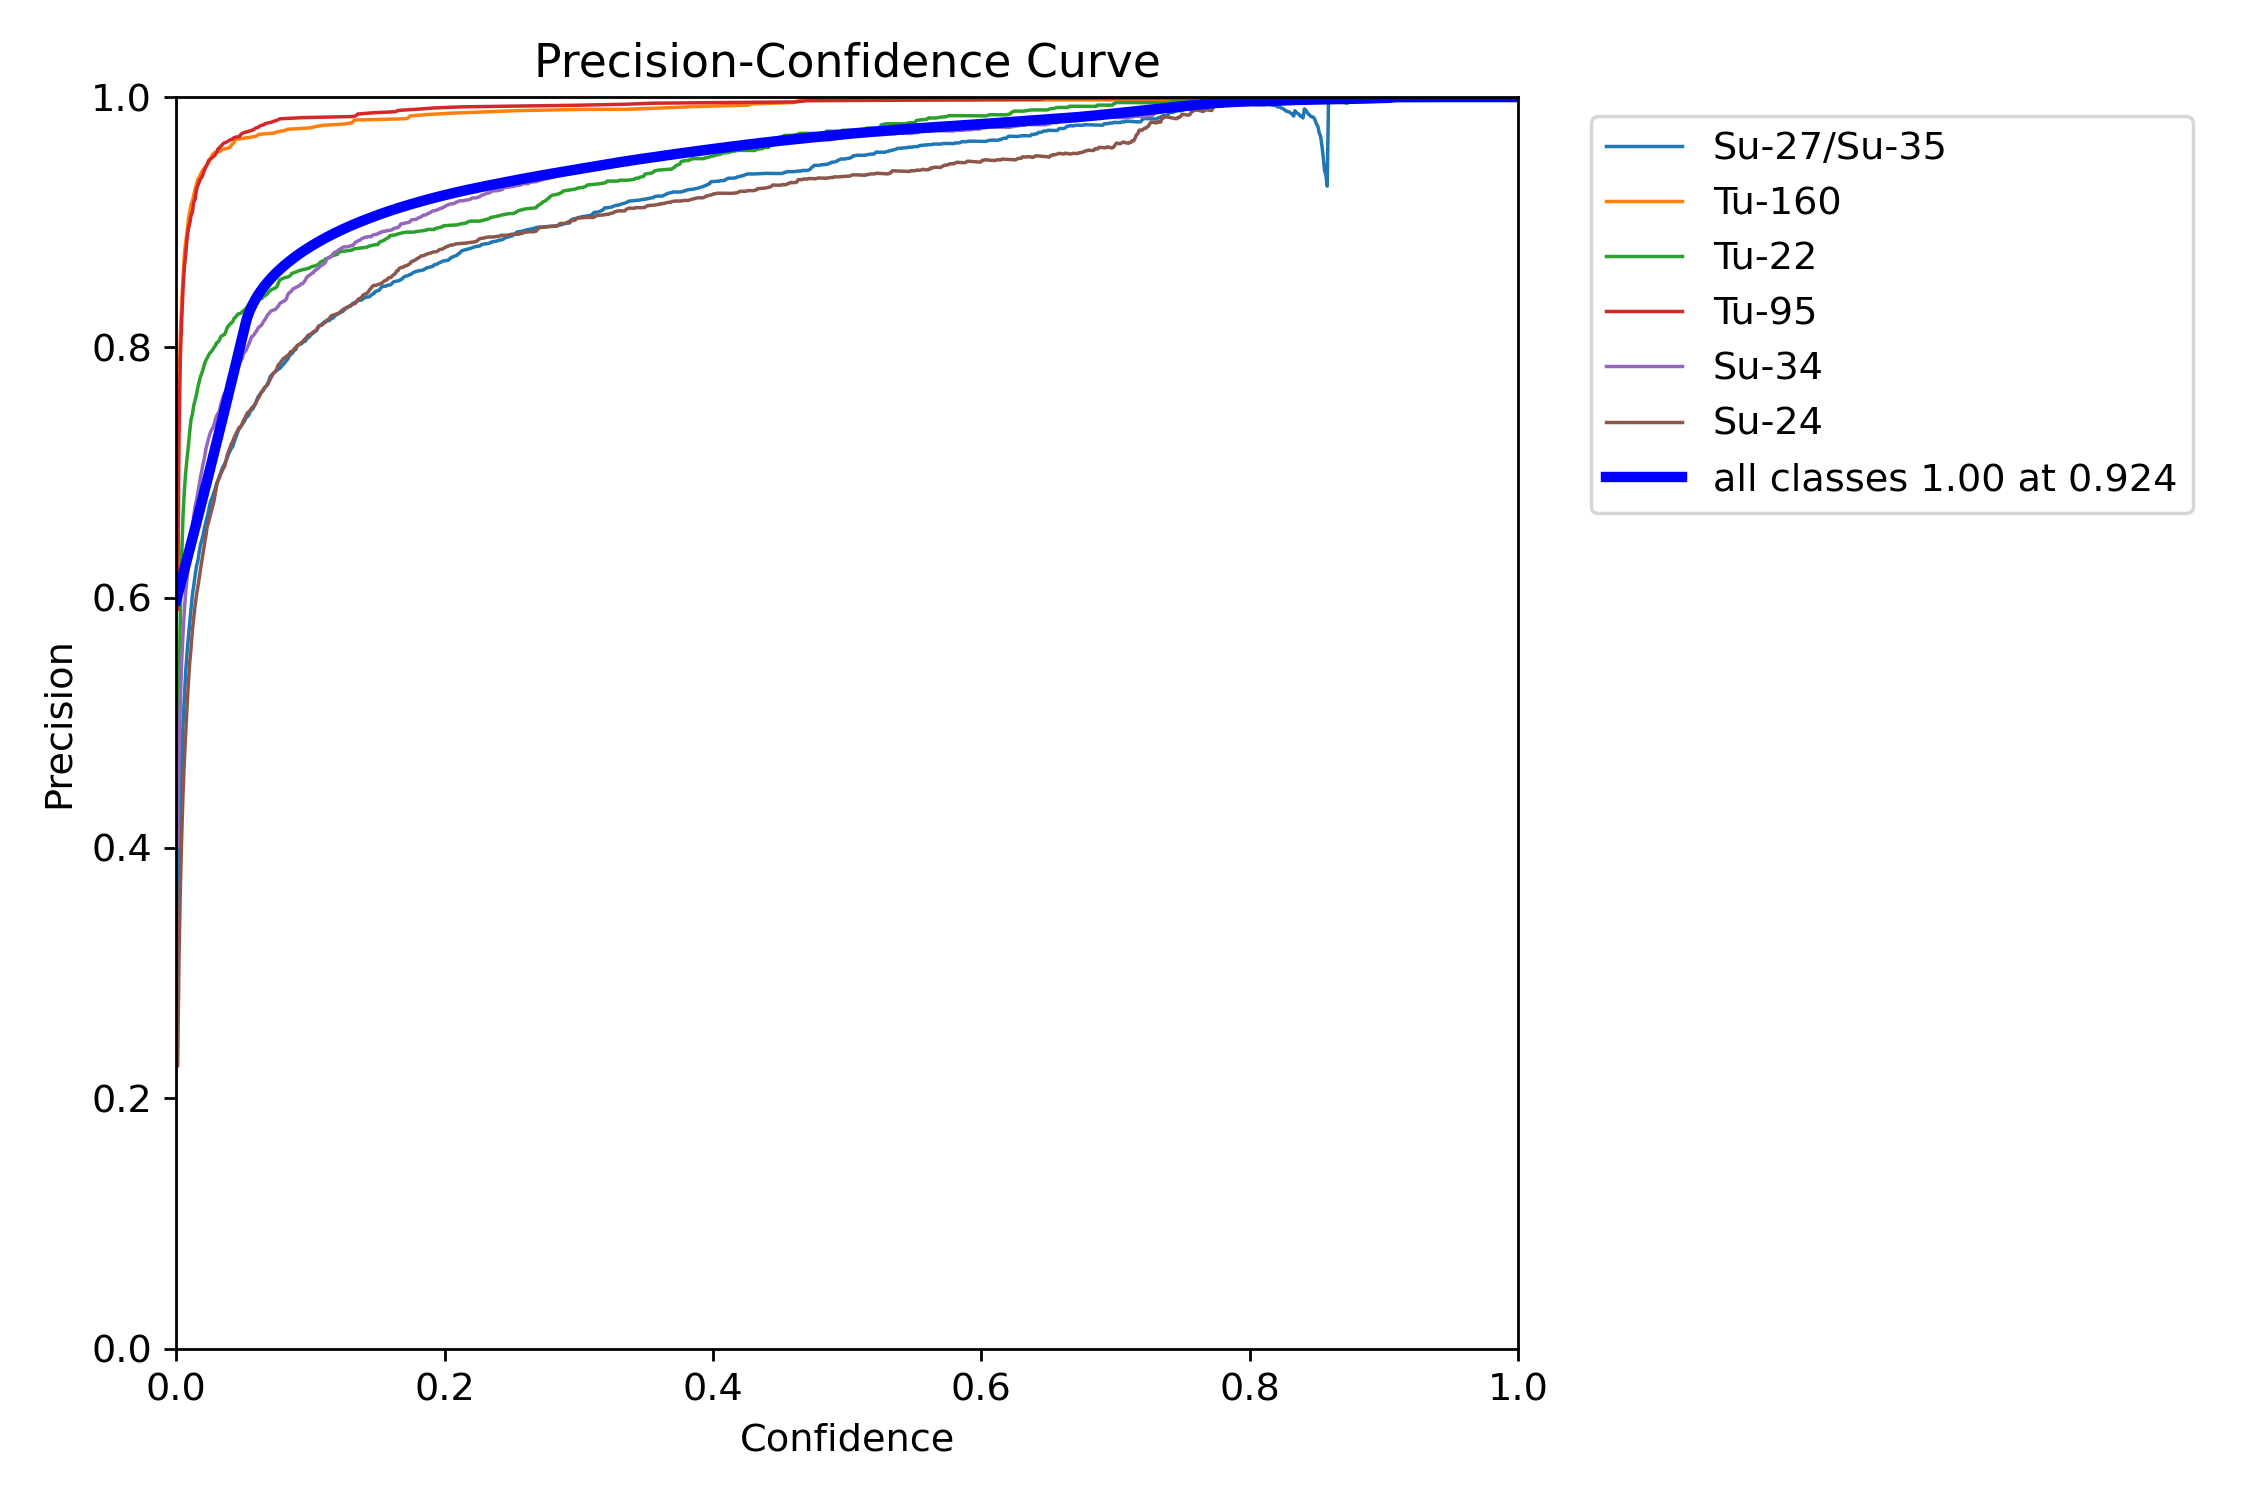 Precision-Confidence Curve
1.0
0.8
0.6
0.4
0.2
0.0
Precision
0.0 0.2 0.4 0.6 0.8 1.0
Confidence
Su-27/Su-35
Tu-160
Tu-22
Tu-95
Su-34
Su-24
all classes 1.00 at 0.924